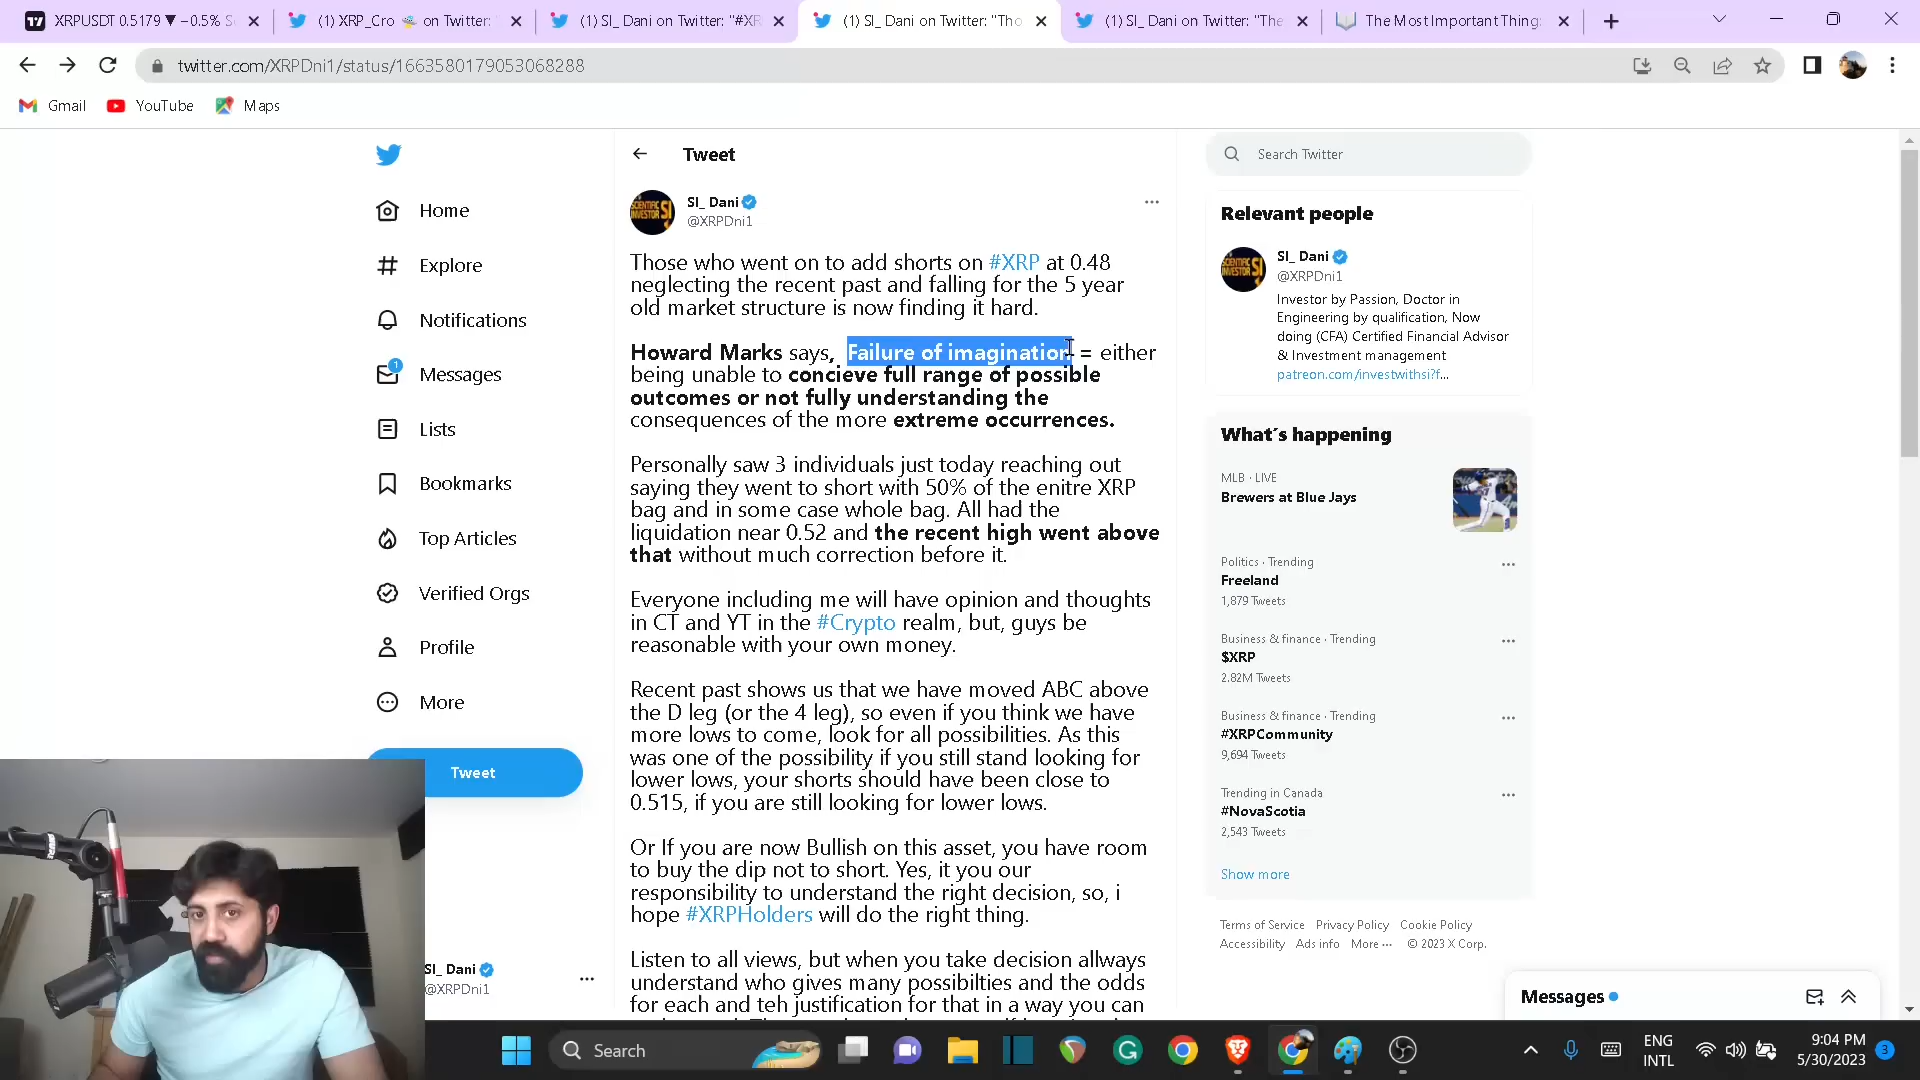 XRPUSDT 0.5179 ▼ −0.5%
(1) XRP_Cro 🛸 on Twitter:
(1) SI_ Dani on Twitter: "#XR
(1) SI_ Dani on Twitter: "Tho
(1) SI_ Dani on Twitter: "The
The Most Important Thing:
twitter.com/XRPDni1/status/1663580179053068288
Gmail
YouTube
Maps
Home
Explore
Notifications
1
Messages
Lists
Bookmarks
Top Articles
Verified Orgs
Profile
More
Tweet
SI_ Dani
@XRPDni1
Tweet
SCIENTIFIC
INVESTOR SI
SI_ Dani
@XRPDni1
Those who went on to add shorts on #XRP at 0.48
neglecting the recent past and falling for the 5 year
old market structure is now finding it hard.
Howard Marks says, Failure of imagination = either
being unable to concieve full range of possible
outcomes or not fully understanding the
consequences of the more extreme occurrences.
Personally saw 3 individuals just today reaching out
saying they went to short with 50% of the enitre XRP
bag and in some case whole bag. All had the
liquidation near 0.52 and the recent high went above
that without much correction before it.
Everyone including me will have opinion and thoughts
in CT and YT in the #Crypto realm, but, guys be
reasonable with your own money.
Recent past shows us that we have moved ABC above
the D leg (or the 4 leg), so even if you think we have
more lows to come, look for all possibilities. As this
was one of the possibility if you still stand looking for
lower lows, your shorts should have been close to
0.515, if you are still looking for lower lows.
Or If you are now Bullish on this asset, you have room
to buy the dip not to short. Yes, it you our
responsibility to understand the right decision, so, i
hope #XRPHolders will do the right thing.
Listen to all views, but when you take decision allways
understand who gives many possibilties and the odds
for each and teh justification for that in a way you can
Search Twitter
Relevant people
SCIENTIFIC
INVESTOR SI
SI_ Dani
@XRPDni1
Investor by Passion, Doctor in
Engineering by qualification, Now
doing (CFA) Certified Financial Advisor
& Investment management
patreon.com/investwithsi?f...
What's happening
MLB · LIVE
Brewers at Blue Jays
Politics · Trending
Freeland
1,879 Tweets
Business & finance · Trending
$XRP
2.82M Tweets
Business & finance · Trending
#XRPCommunity
9,694 Tweets
Trending in Canada
#NovaScotia
2,543 Tweets
Show more
Terms of Service Privacy Policy Cookie Policy
Accessibility Ads info More ··· © 2023 X Corp.
Messages
Search
ENG
INTL
9:04 PM
5/30/2023
3